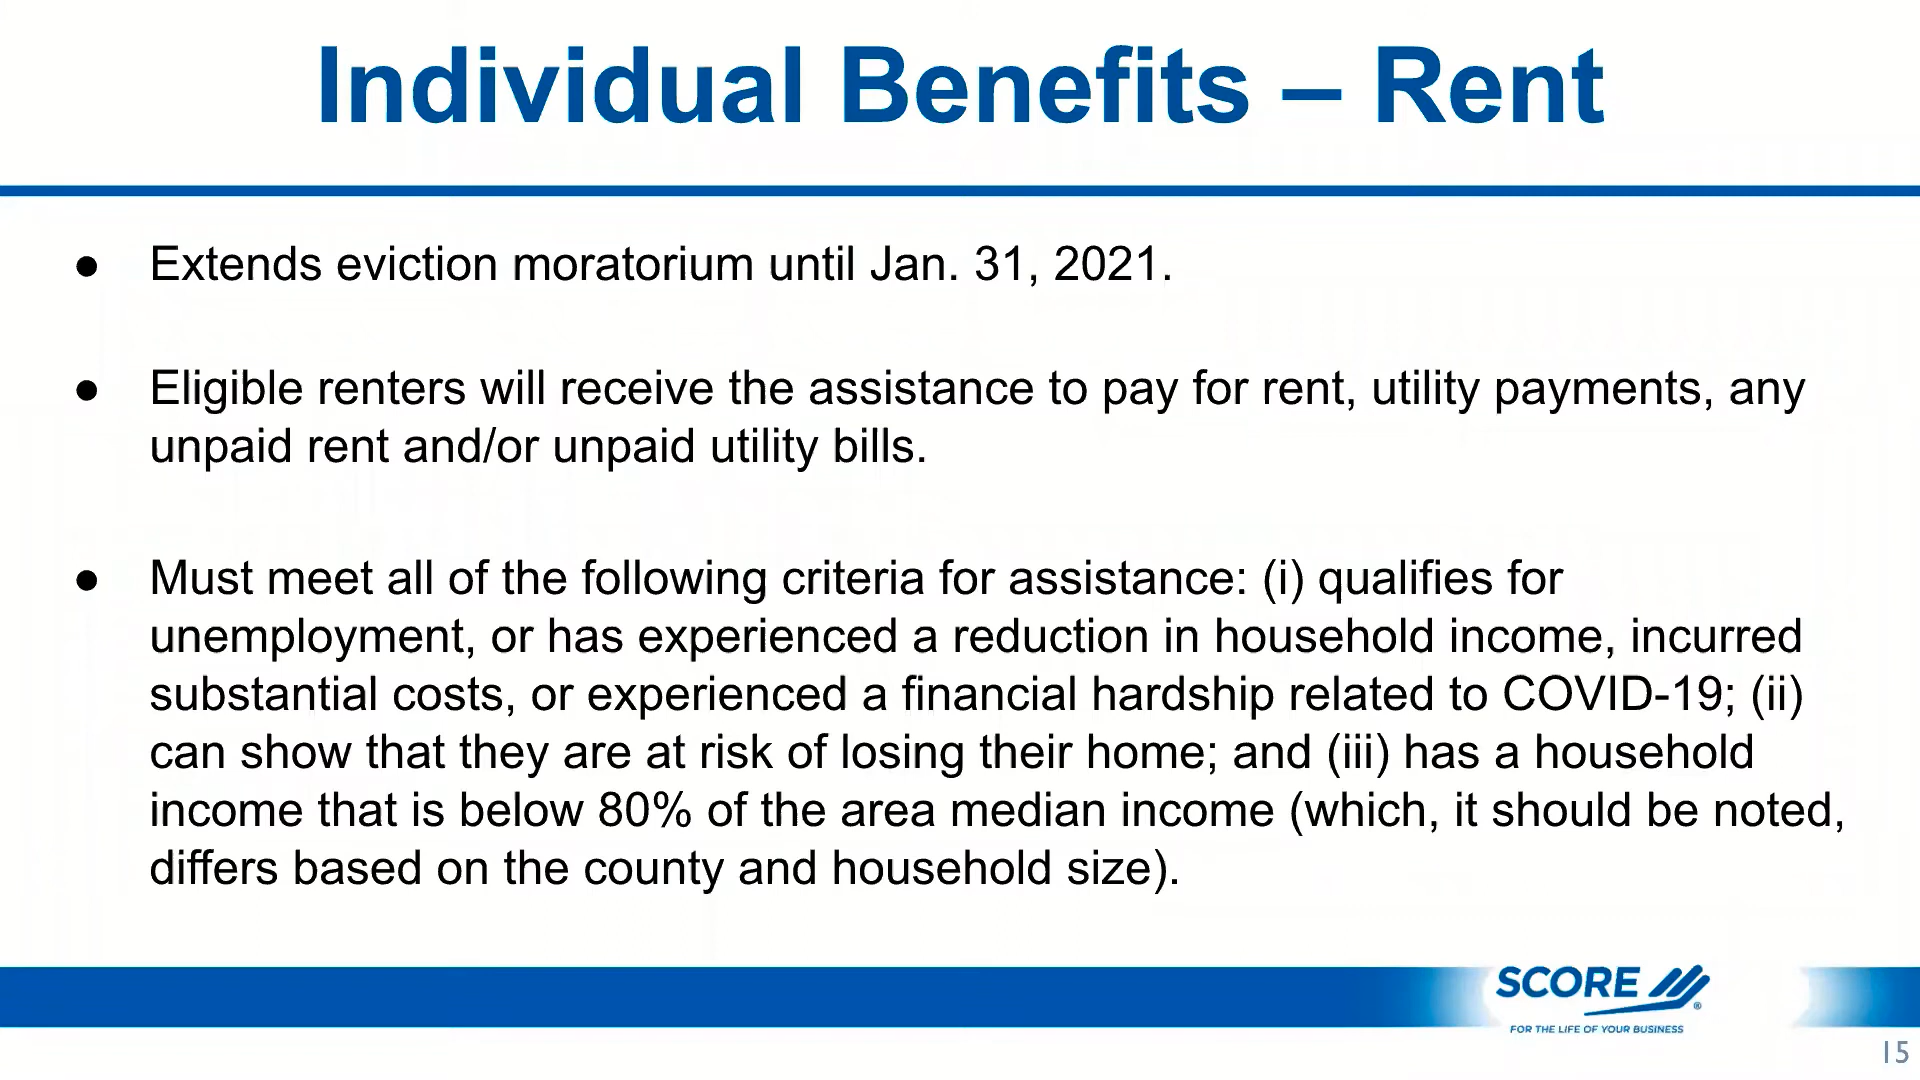 Individual Benefits – Rent
● Extends eviction moratorium until Jan. 31, 2021.
● Eligible renters will receive the assistance to pay for rent, utility payments, any
unpaid rent and/or unpaid utility bills.
● Must meet all of the following criteria for assistance: (i) qualifies for
unemployment, or has experienced a reduction in household income, incurred
substantial costs, or experienced a financial hardship related to COVID-19; (ii)
can show that they are at risk of losing their home; and (iii) has a household
income that is below 80% of the area median income (which, it should be noted,
differs based on the county and household size).
SCORE ®
FOR THE LIFE OF YOUR BUSINESS
15